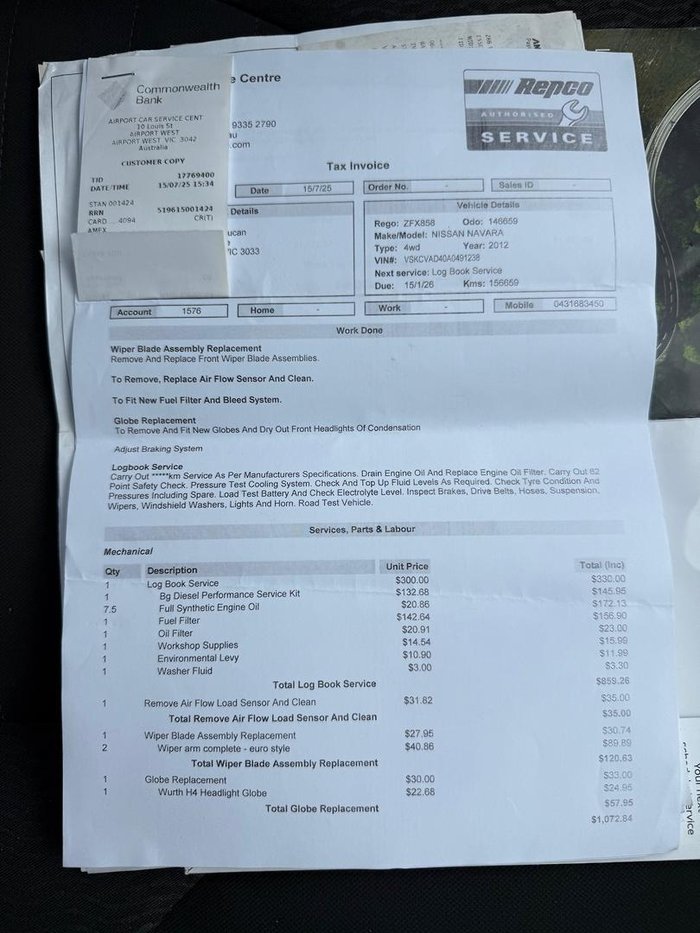 Commonwealth
Bank
AIRPORT CAR SERVICE CENT
10 Louis St
AIRPORT WEST
AIRPORT WEST VIC 3042
Australia
CUSTOMER COPY
TID 17769400
DATE/TIME 15/07/25 15:34
STAN 001424
RRN 519615001424
CARD ....4094 CR(T)
AMEX
e Centre
9335 2790
au
.com
Repco
AUTHORISED
SERVICE
Tax Invoice
Date 15/7/25 Order No. - Sales ID -
Details
ucan
VIC 3033
Vehicle Details
Rego: ZFX858 Odo: 146659
Make/Model: NISSAN NAVARA
Type: 4wd Year: 2012
VIN#: VSKCVAD40A0491238
Next service: Log Book Service
Due: 15/1/26 Kms: 156659
Account 1576 Home - Work - Mobile 0431683450
Work Done
Wiper Blade Assembly Replacement
Remove And Replace Front Wiper Blade Assemblies.
To Remove, Replace Air Flow Sensor And Clean.
To Fit New Fuel Filter And Bleed System.
Globe Replacement
To Remove And Fit New Globes And Dry Out Front Headlights Of Condensation
Adjust Braking System
Logbook Service
Carry Out *****km Service As Per Manufacturers Specifications. Drain Engine Oil And Replace Engine Oil Filter. Carry Out 82
Point Safety Check. Pressure Test Cooling System. Check And Top Up Fluid Levels As Required. Check Tyre Condition And
Pressures Including Spare. Load Test Battery And Check Electrolyte Level. Inspect Brakes, Drive Belts, Hoses, Suspension,
Wipers, Windshield Washers, Lights And Horn. Road Test Vehicle.
Services, Parts & Labour
Mechanical
Qty Description Unit Price Total (Inc)
1 Log Book Service $300.00 $330.00
1 Bg Diesel Performance Service Kit $132.68 $145.95
7.5 Full Synthetic Engine Oil $20.86 $172.13
1 Fuel Filter $142.64 $156.90
1 Oil Filter $20.91 $23.00
1 Workshop Supplies $14.54 $15.99
1 Environmental Levy $10.90 $11.99
1 Washer Fluid $3.00 $3.30
Total Log Book Service $859.26
1 Remove Air Flow Load Sensor And Clean $31.82 $35.00
Total Remove Air Flow Load Sensor And Clean $35.00
1 Wiper Blade Assembly Replacement $27.95 $30.74
2 Wiper arm complete - euro style $40.86 $89.89
Total Wiper Blade Assembly Replacement $120.63
1 Globe Replacement $30.00 $33.00
1 Wurth H4 Headlight Globe $22.68 $24.95
Total Globe Replacement $57.95
$1,072.84